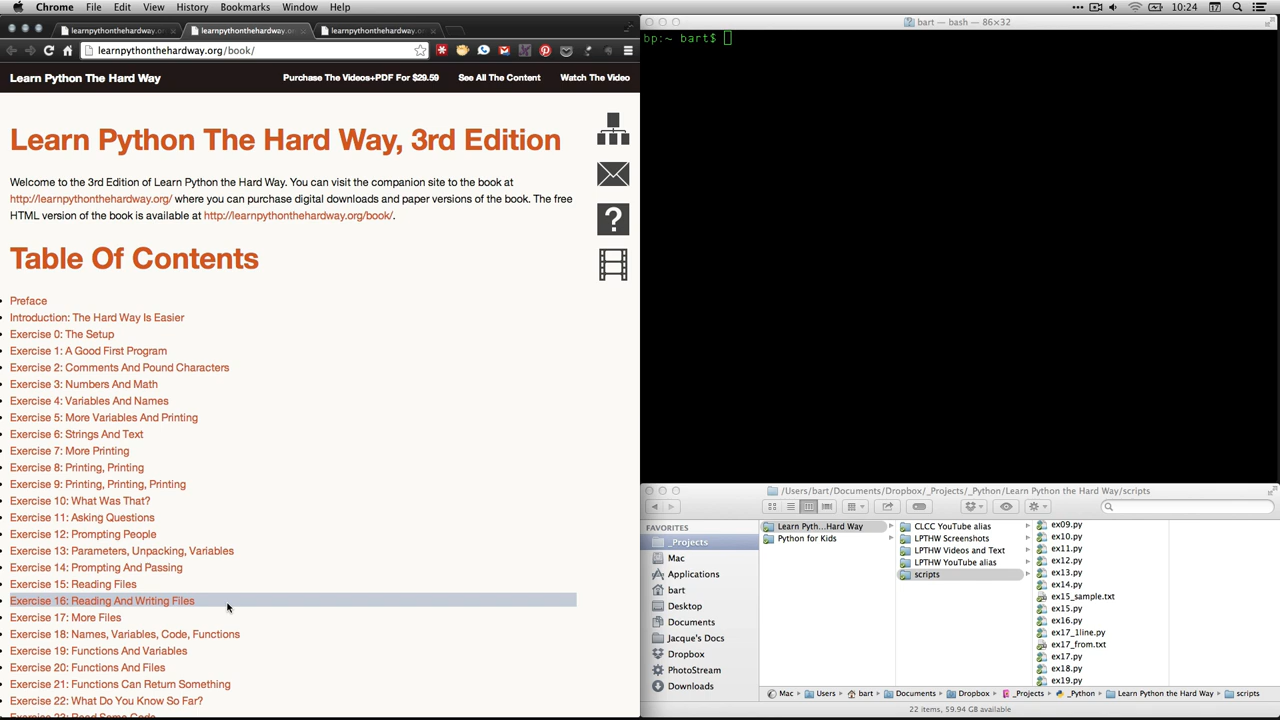 Chrome File Edit View History Bookmarks Window Help 10:24
learnpythonthehardway.org learnpythonthehardway.org learnpythonthehardway.org
learnpythonthehardway.org/book/
Learn Python The Hard Way Purchase The Videos+PDF For $29.59 See All The Content Watch The Video
Learn Python The Hard Way, 3rd Edition
Welcome to the 3rd Edition of Learn Python the Hard Way. You can visit the companion site to the book at
http://learnpythonthehardway.org/ where you can purchase digital downloads and paper versions of the book. The free
HTML version of the book is available at http://learnpythonthehardway.org/book/.
Table Of Contents
Preface
Introduction: The Hard Way Is Easier
Exercise 0: The Setup
Exercise 1: A Good First Program
Exercise 2: Comments And Pound Characters
Exercise 3: Numbers And Math
Exercise 4: Variables And Names
Exercise 5: More Variables And Printing
Exercise 6: Strings And Text
Exercise 7: More Printing
Exercise 8: Printing, Printing
Exercise 9: Printing, Printing, Printing
Exercise 10: What Was That?
Exercise 11: Asking Questions
Exercise 12: Prompting People
Exercise 13: Parameters, Unpacking, Variables
Exercise 14: Prompting And Passing
Exercise 15: Reading Files
Exercise 16: Reading And Writing Files
Exercise 17: More Files
Exercise 18: Names, Variables, Code, Functions
Exercise 19: Functions And Variables
Exercise 20: Functions And Files
Exercise 21: Functions Can Return Something
Exercise 22: What Do You Know So Far?
Exercise 23: Read Some Code
bart — bash — 86×32
bp:~ bart$
/Users/bart/Documents/Dropbox/_Projects/_Python/Learn Python the Hard Way/scripts
FAVORITES
_Projects
Mac
Applications
bart
Desktop
Documents
Jacque's Docs
Dropbox
PhotoStream
Downloads
Learn Pyth...Hard Way
Python for Kids
CLCC YouTube alias
LPTHW Screenshots
LPTHW Videos and Text
LPTHW YouTube alias
scripts
ex09.py
ex10.py
ex11.py
ex12.py
ex13.py
ex14.py
ex15_sample.txt
ex15.py
ex16.py
ex17_1line.py
ex17_from.txt
ex17.py
ex18.py
ex19.py
Mac Users bart Documents Dropbox _Projects _Python Learn Python the Hard Way scripts
22 items, 59.94 GB available